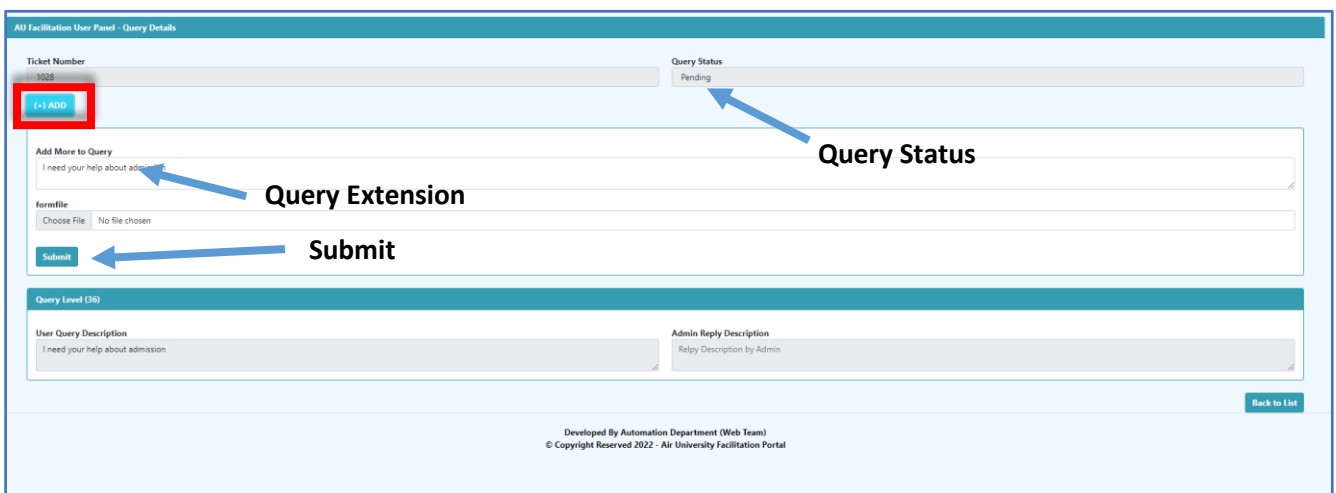 AU Facilitation User Panel - Query Details
Ticket Number
Query Status
1028
Pending
(+) ADD
Query Status
Add More to Query
I need your help about admission
Query Extension
formfile
Choose File No file chosen
Submit
Submit
Query Level (36)
User Query Description
Admin Reply Description
I need your help about admission
Relpy Description by Admin
Back to List
Developed By Automation Department (Web Team)
© Copyright Reserved 2022 - Air University Facilitation Portal